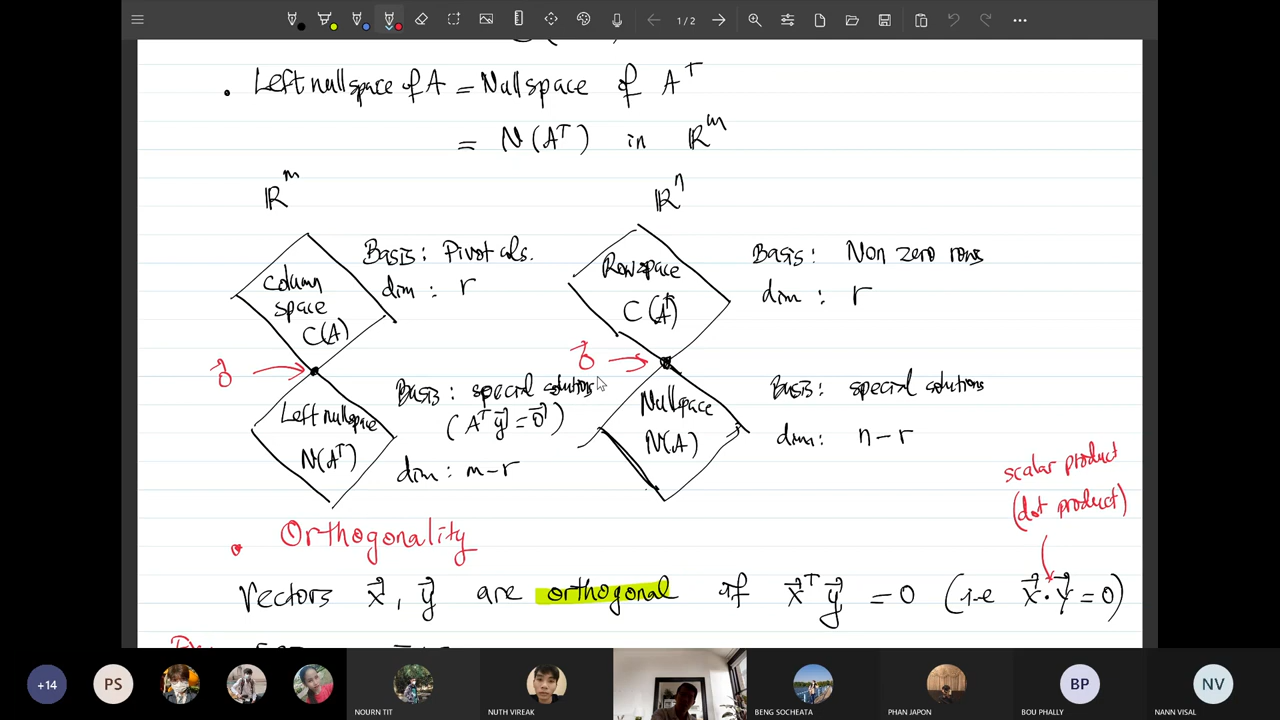 1 / 2
• Left nullspace of A = Nullspace of A^T
= N(A^T) in R^m
R^m
R^n
Column space C(A)
Basis: Pivot cols.
dim : r
Rowspace C(A^T)
Basis: Non zero rows
dim : r
0⃗ →
0⃗ →
Left nullspace N(A^T)
Basis: special solutions
(A^T y⃗ = 0⃗)
dim : m-r
Nullspace N(A)
Basis: special solutions
dim: n-r
scalar product
(dot product)
• Orthogonality
Vectors x⃗, y⃗ are orthogonal if x⃗^T y⃗ = 0 (i.e x⃗ · y⃗ = 0)
+14
PS
NOURN TIT
NUTH VIREAK
BENG SOCHEATA
PHAN JAPON
BP
BOU PHALLY
NV
NANN VISAL